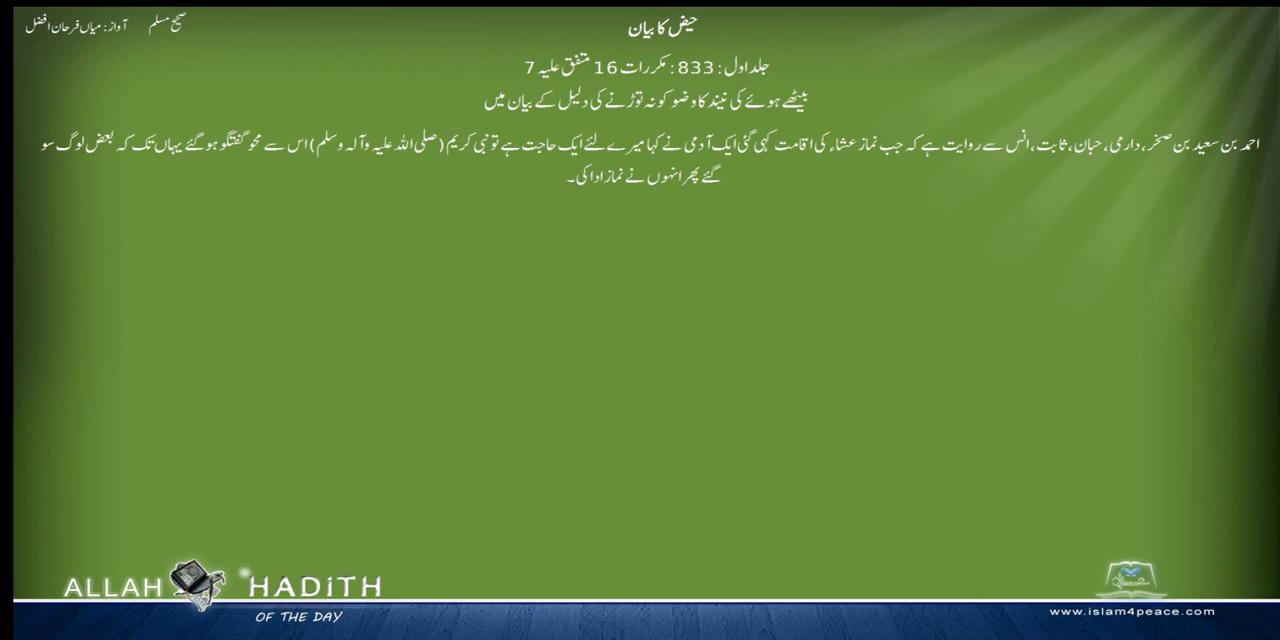 صحیح مسلم آواز: میاں فرحان افضل
حیض کا بیان
جلد اول: 833 : مکررات 16 متفق علیہ 7
بیٹھے ہوئے کی نیند کا وضو کو نہ توڑنے کی دلیل کے بیان میں
احمد بن سعید بن صخر، دارمی، حبان، ثابت، انس سے روایت ہے کہ جب نماز عشاء کی اقامت کہی گئی ایک آدمی نے کہا میرے لئے ایک حاجت ہے تو نبی کریم (صلی اللہ علیہ وآلہ وسلم) اس سے محو گفتگو ہو گئے یہاں تک کہ بعض لوگ سو
گئے پھر انہوں نے نماز ادا کی۔
ALLAH HADITH
OF THE DAY
www.islam4peace.com